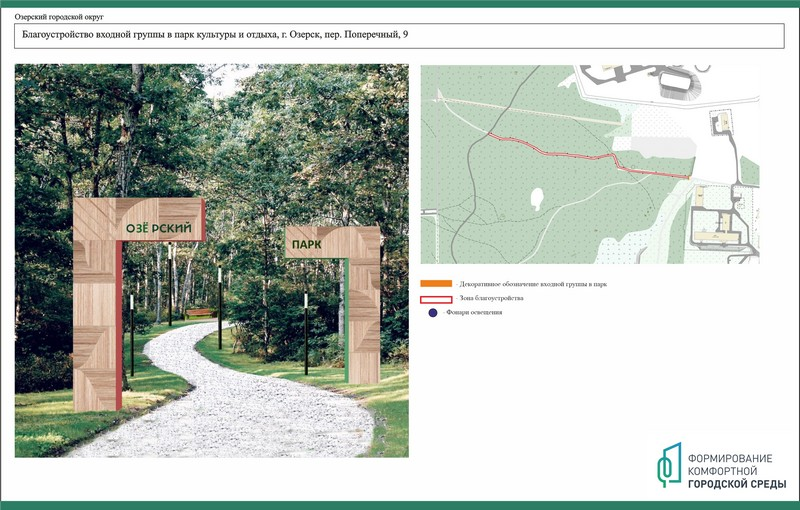 Озерский городской округ
Благоустройство входной группы в парк культуры и отдыха, г. Озерск, пер. Поперечный, 9
ОЗЁРСКИЙ
ПАРК
- Декоративное обозначение входной группы в парк
- Зона благоустройства
- Фонари освещения
ФОРМИРОВАНИЕ
КОМФОРТНОЙ
ГОРОДСКОЙ СРЕДЫ